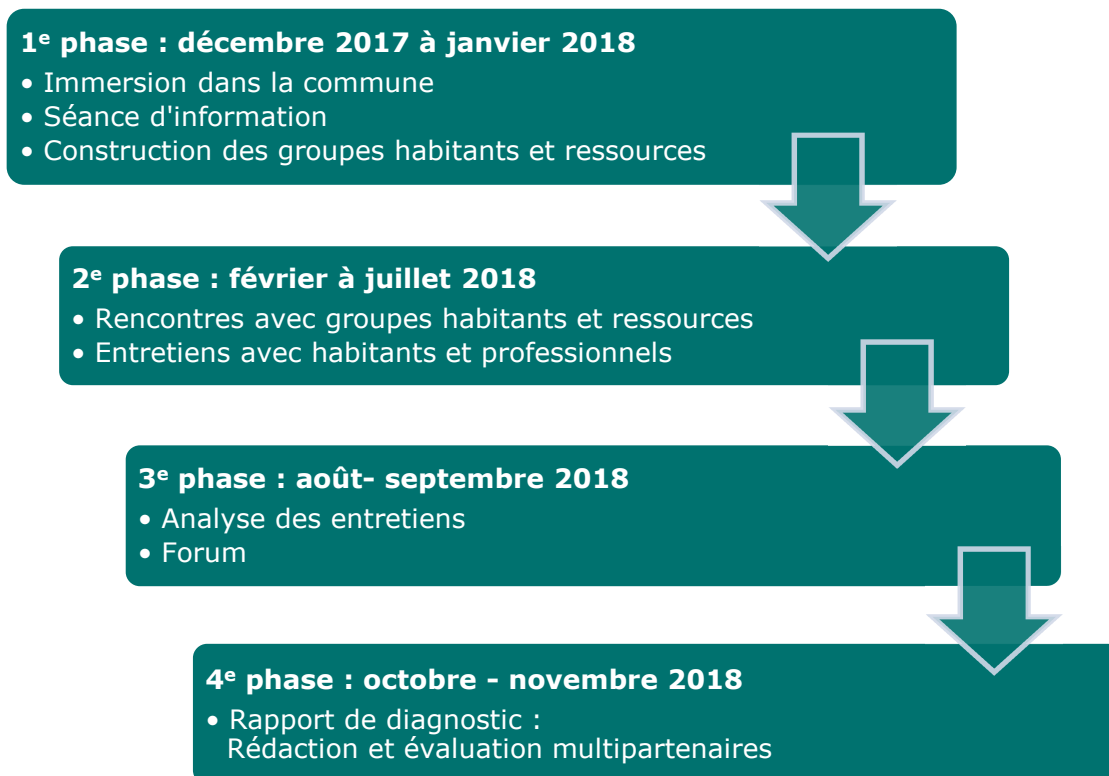 1e phase : décembre 2017 à janvier 2018
• Immersion dans la commune
• Séance d'information
• Construction des groupes habitants et ressources
2e phase : février à juillet 2018
• Rencontres avec groupes habitants et ressources
• Entretiens avec habitants et professionnels
3e phase : août- septembre 2018
• Analyse des entretiens
• Forum
4e phase : octobre - novembre 2018
• Rapport de diagnostic :
Rédaction et évaluation multipartenaires